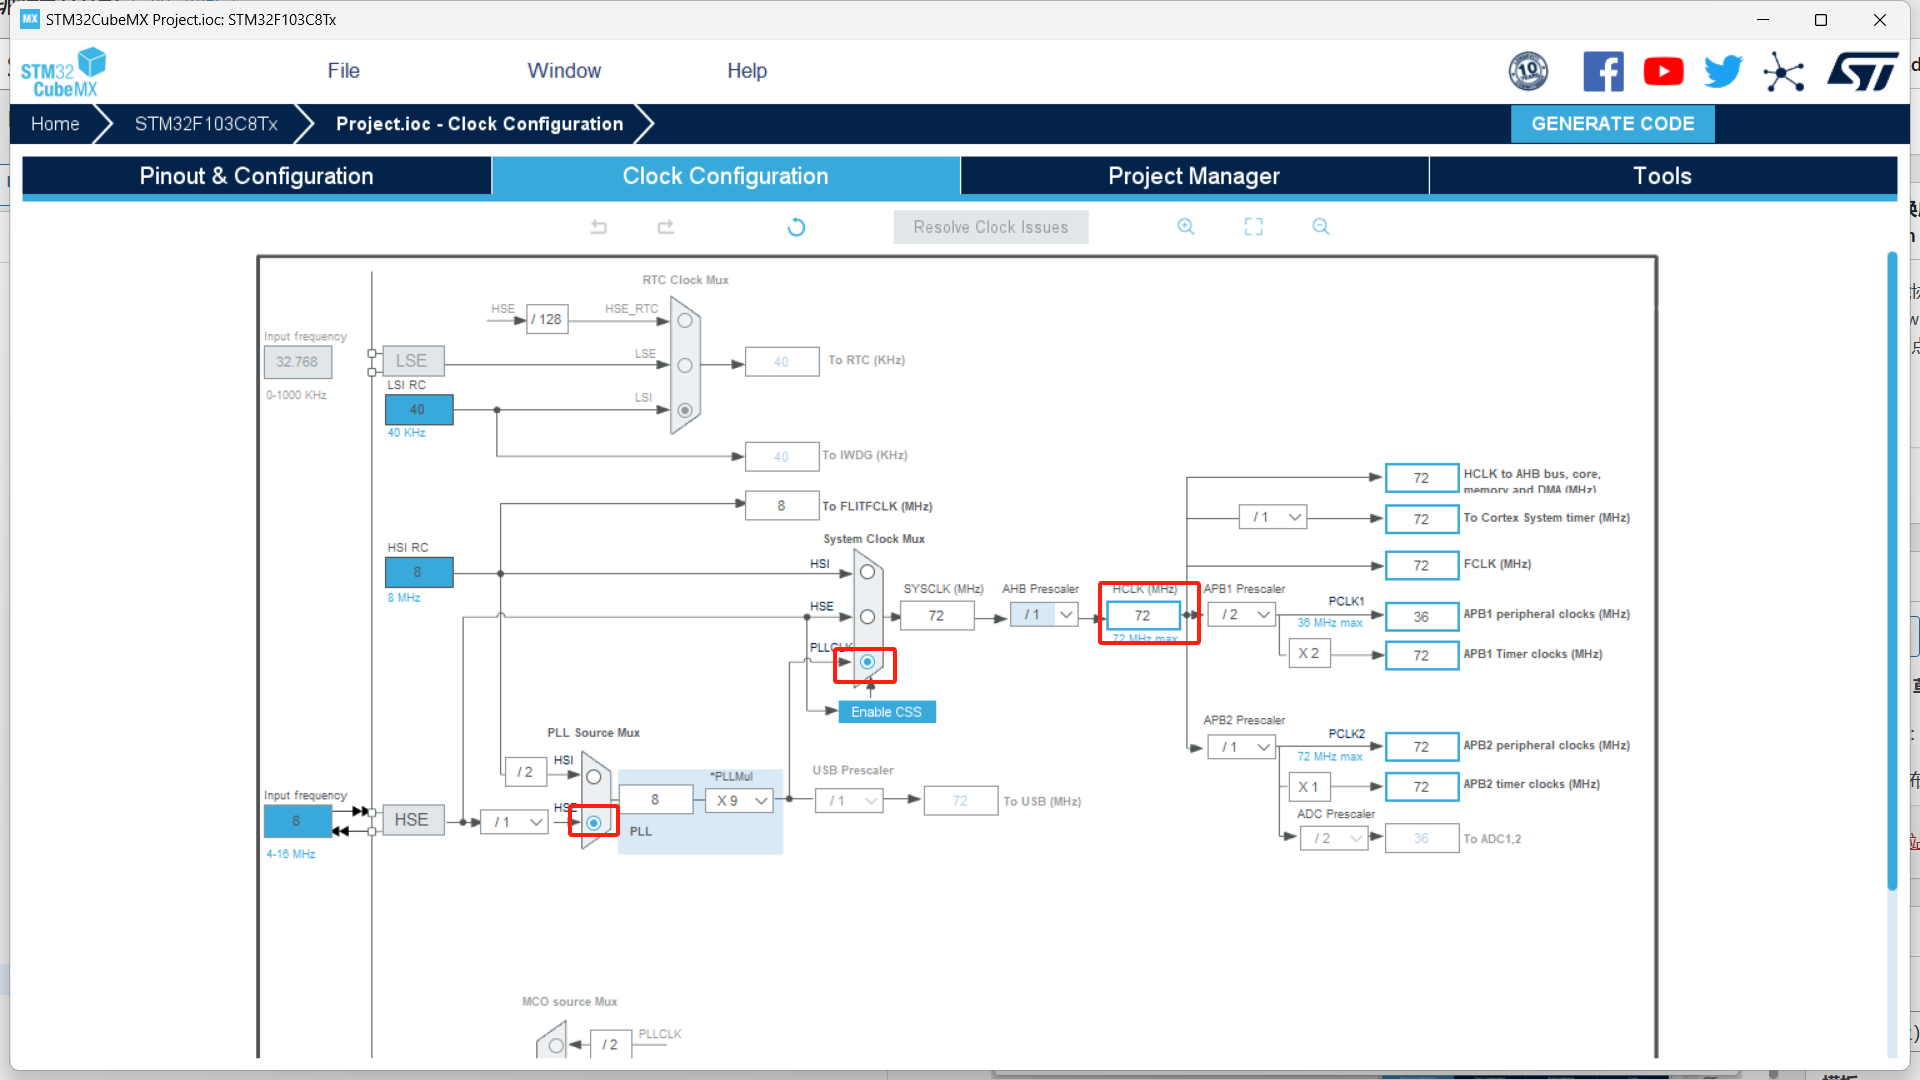 STM32CubeMX Project.ioc: STM32F103C8Tx
STM32
CubeMX
File
Window
Help
10
Home
STM32F103C8Tx
Project.ioc - Clock Configuration
GENERATE CODE
Pinout & Configuration
Clock Configuration
Project Manager
Tools
Resolve Clock Issues
RTC Clock Mux
HSE
/ 128
HSE_RTC
Input frequency
32.768
0-1000 KHz
LSE
LSE
40
To RTC (KHz)
LSI RC
40
40 KHz
LSI
40
To IWDG (KHz)
8
To FLITFCLK (MHz)
HSI RC
8
8 MHz
System Clock Mux
HSI
HSE
PLLCLK
SYSCLK (MHz)
72
AHB Prescaler
/ 1
HCLK (MHz)
72
72 MHz max
Enable CSS
72
HCLK to AHB bus, core,
memory and DMA (MHz)
/ 1
72
To Cortex System timer (MHz)
72
FCLK (MHz)
APB1 Prescaler
/ 2
PCLK1
36 MHz max
36
APB1 peripheral clocks (MHz)
X 2
72
APB1 Timer clocks (MHz)
APB2 Prescaler
/ 1
PCLK2
72 MHz max
72
APB2 peripheral clocks (MHz)
X 1
72
APB2 timer clocks (MHz)
ADC Prescaler
/ 2
36
To ADC1,2
PLL Source Mux
/ 2
HSI
Input frequency
8
4-16 MHz
HSE
/ 1
HSE
8
*PLLMul
X 9
PLL
USB Prescaler
/ 1
72
To USB (MHz)
MCO source Mux
/ 2
PLLCLK